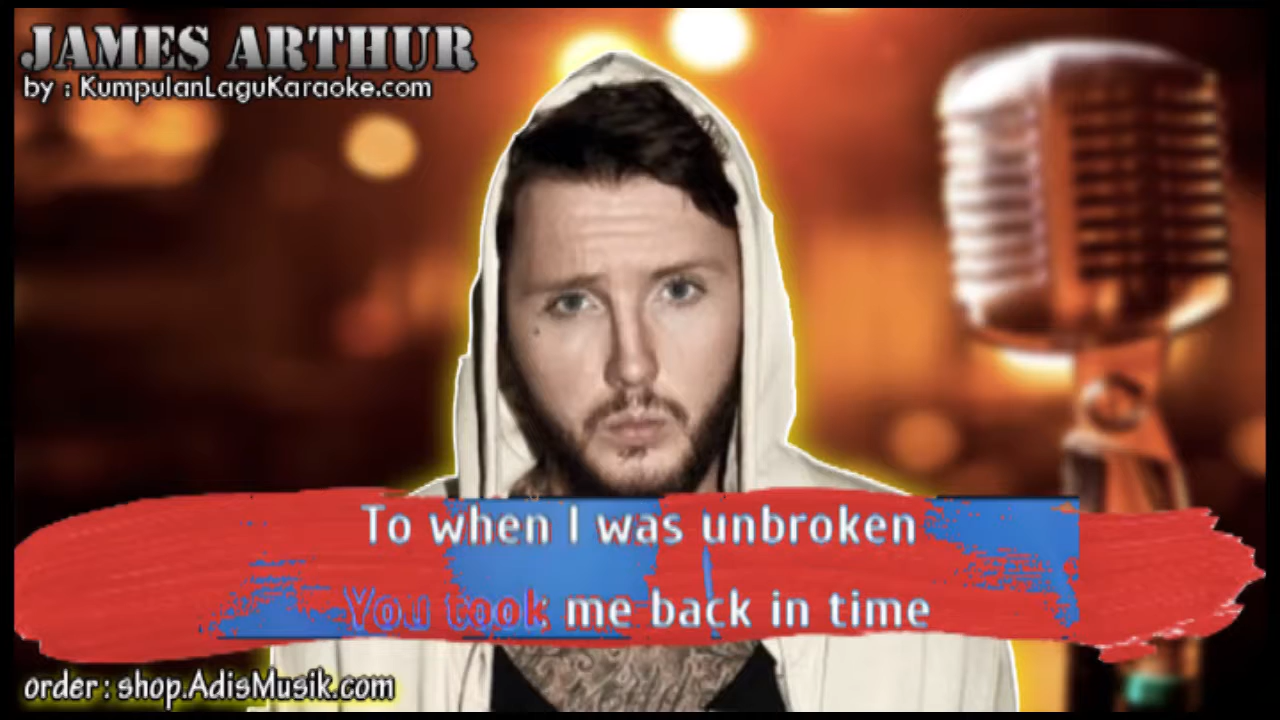 JAMES ARTHUR
by : KumpulanLaguKaraoke.com
To when I was unbroken
You took me back in time
order : shop.AdisMusik.com